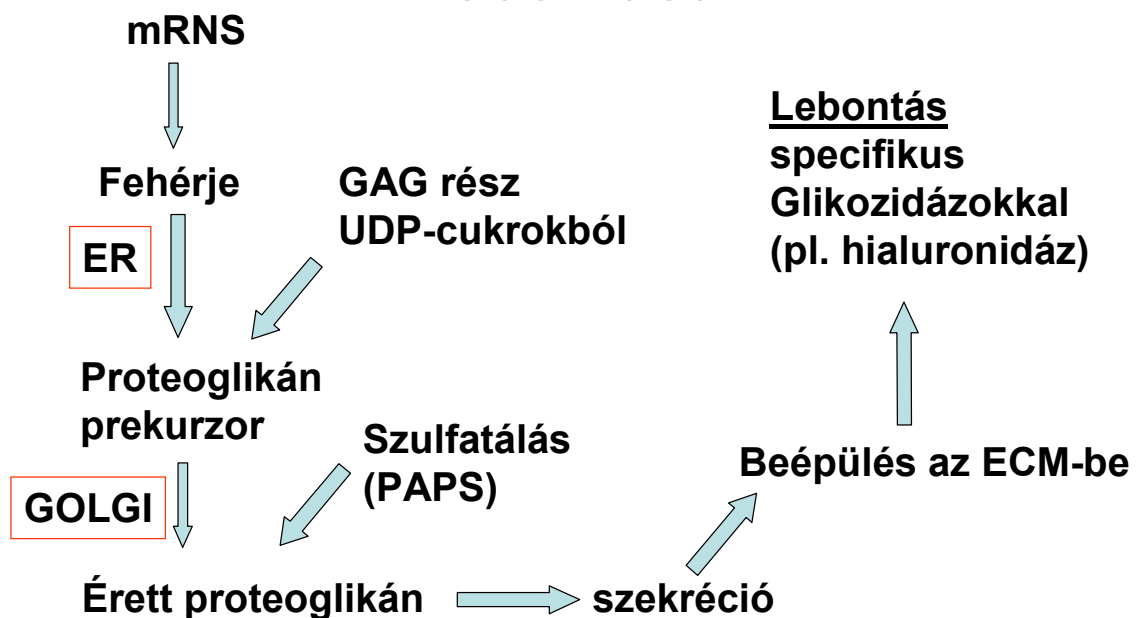 mRNS
Fehérje
ER
GAG rész
UDP-cukrokból
Proteoglikán
prekurzor
GOLGI
Szulfatálás
(PAPS)
Érett proteoglikán
szekréció
Beépülés az ECM-be
Lebontás
specifikus
Glikozidázokkal
(pl. hialuronidáz)